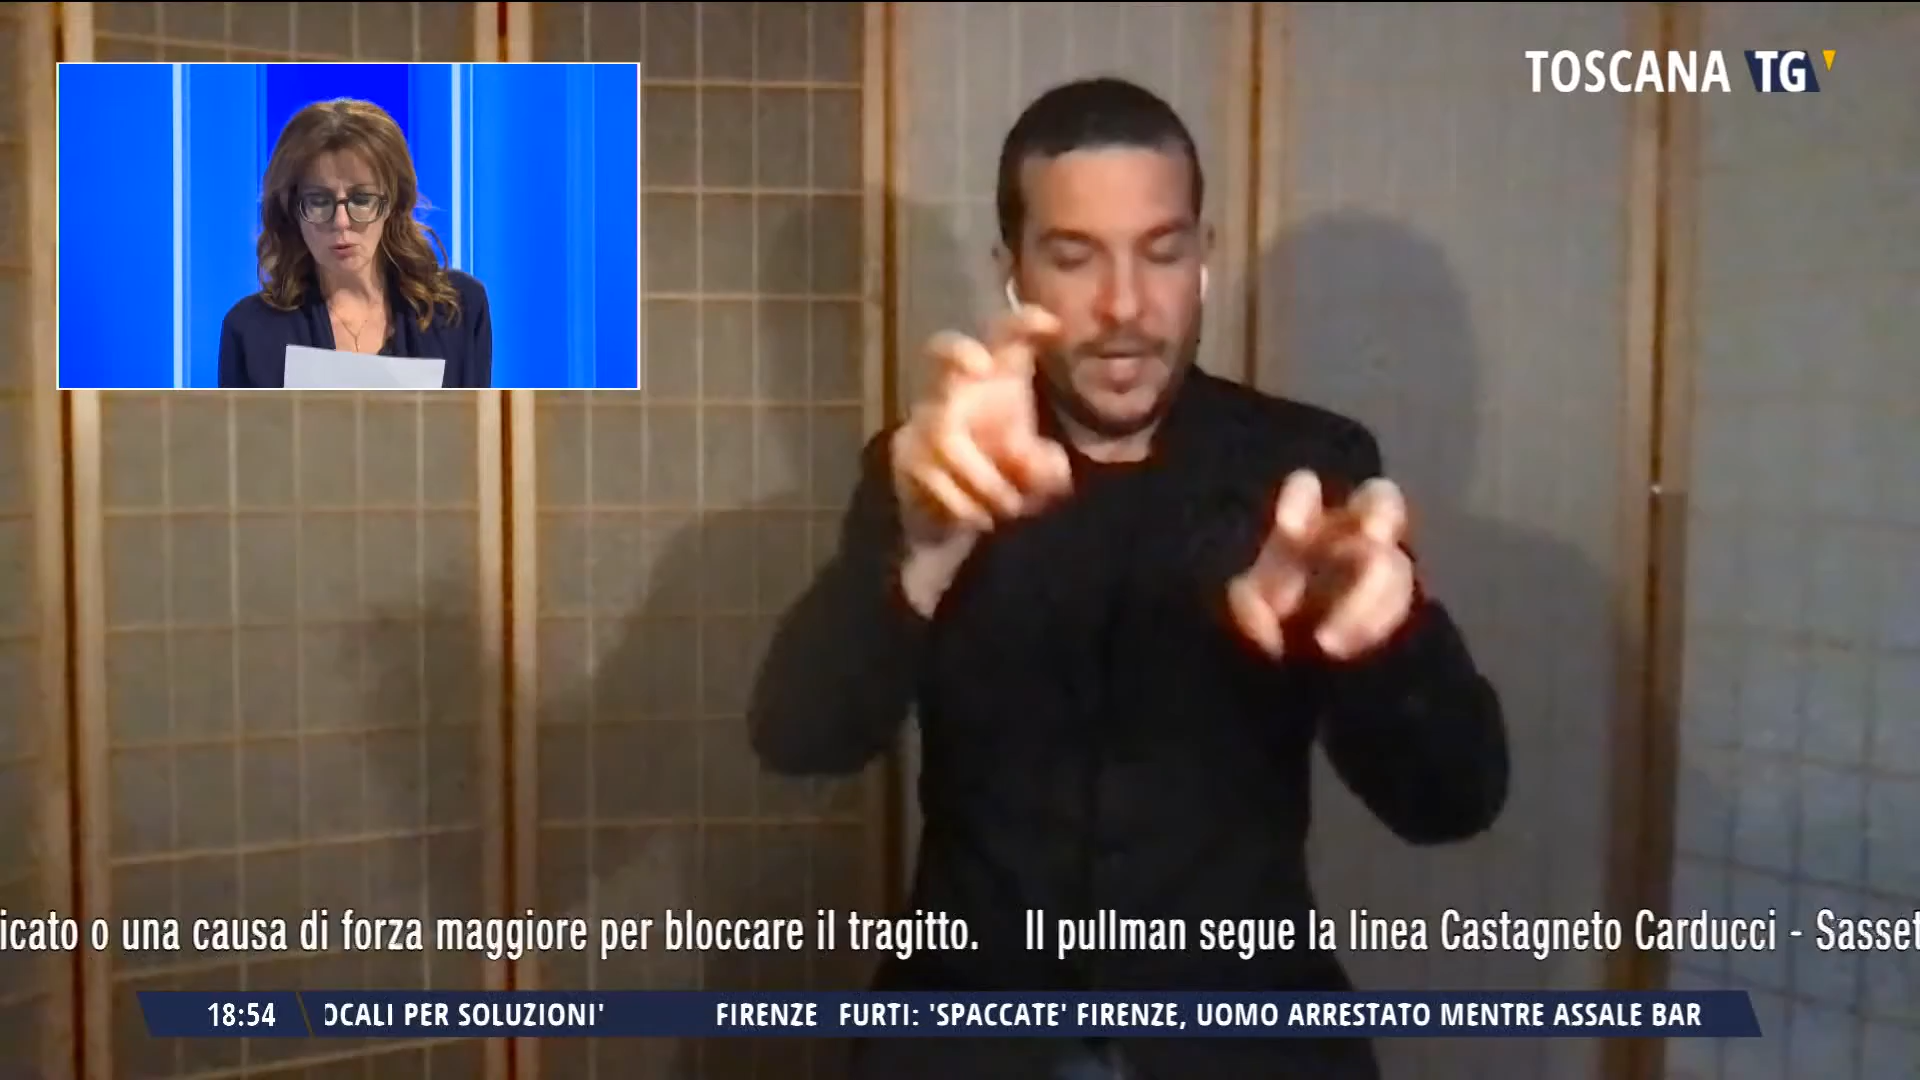 TOSCANA TG
icato o una causa di forza maggiore per bloccare il tragitto. Il pullman segue la linea Castagneto Carducci - Sasset
18:54 OCALI PER SOLUZIONI' FIRENZE FURTI: 'SPACCATE' FIRENZE, UOMO ARRESTATO MENTRE ASSALE BAR